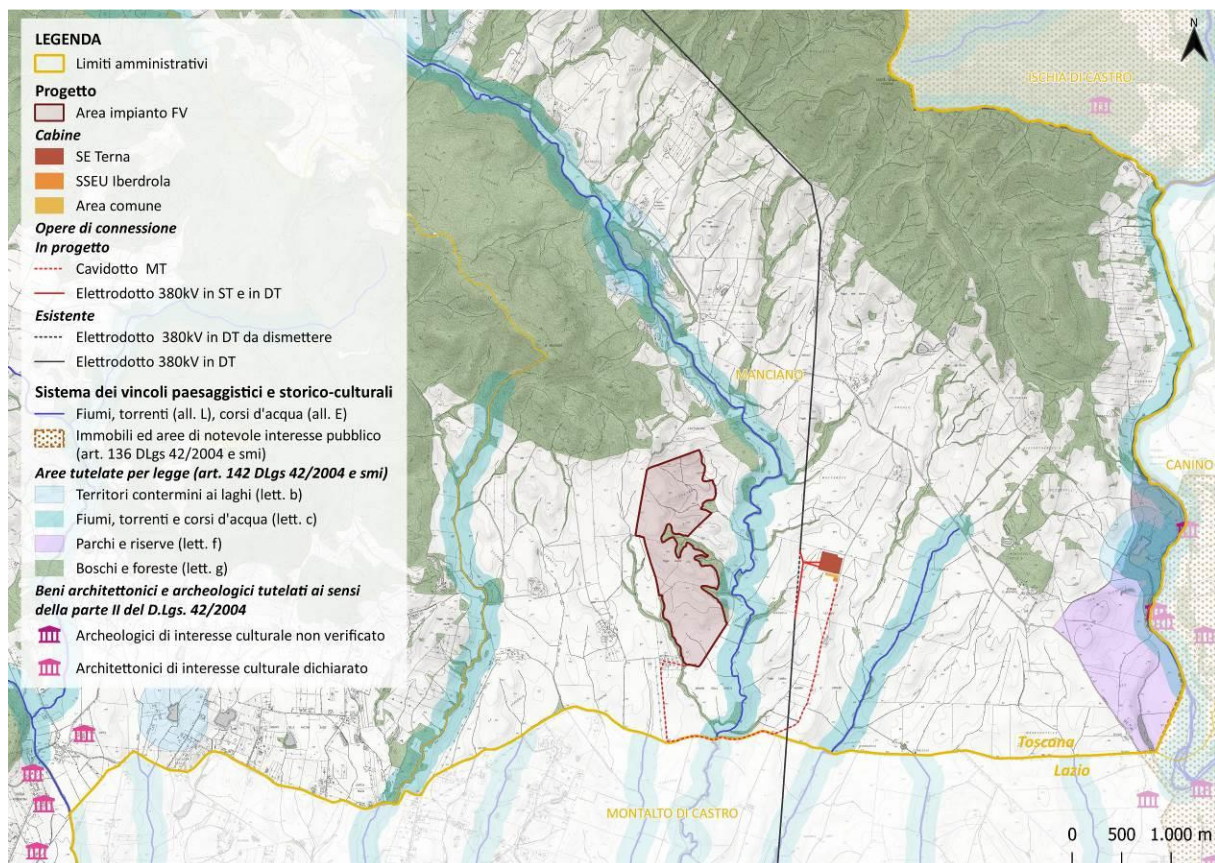 LEGENDA
Limiti amministrativi
Progetto
Area impianto FV
Cabine
SE Terna
SSEU Iberdrola
Area comune
Opere di connessione
In progetto
Cavidotto MT
Elettrodotto 380kV in ST e in DT
Esistente
Elettrodotto 380kV in DT da dismettere
Elettrodotto 380kV in DT
Sistema dei vincoli paesaggistici e storico-culturali
Fiumi, torrenti (all. L), corsi d'acqua (all. E)
Immobili ed aree di notevole interesse pubblico
(art. 136 DLgs 42/2004 e smi)
Aree tutelate per legge (art. 142 DLgs 42/2004 e smi)
Territori contermini ai laghi (lett. b)
Fiumi, torrenti e corsi d'acqua (lett. c)
Parchi e riserve (lett. f)
Boschi e foreste (lett. g)
Beni architettonici e archeologici tutelati ai sensi
della parte II del D.Lgs. 42/2004
Archeologici di interesse culturale non verificato
Architettonici di interesse culturale dichiarato
N
ISCHIA DI CASTRO
MANCIANO
CANINO
Toscana
Lazio
MONTALTO DI CASTRO
0 500 1.000 m